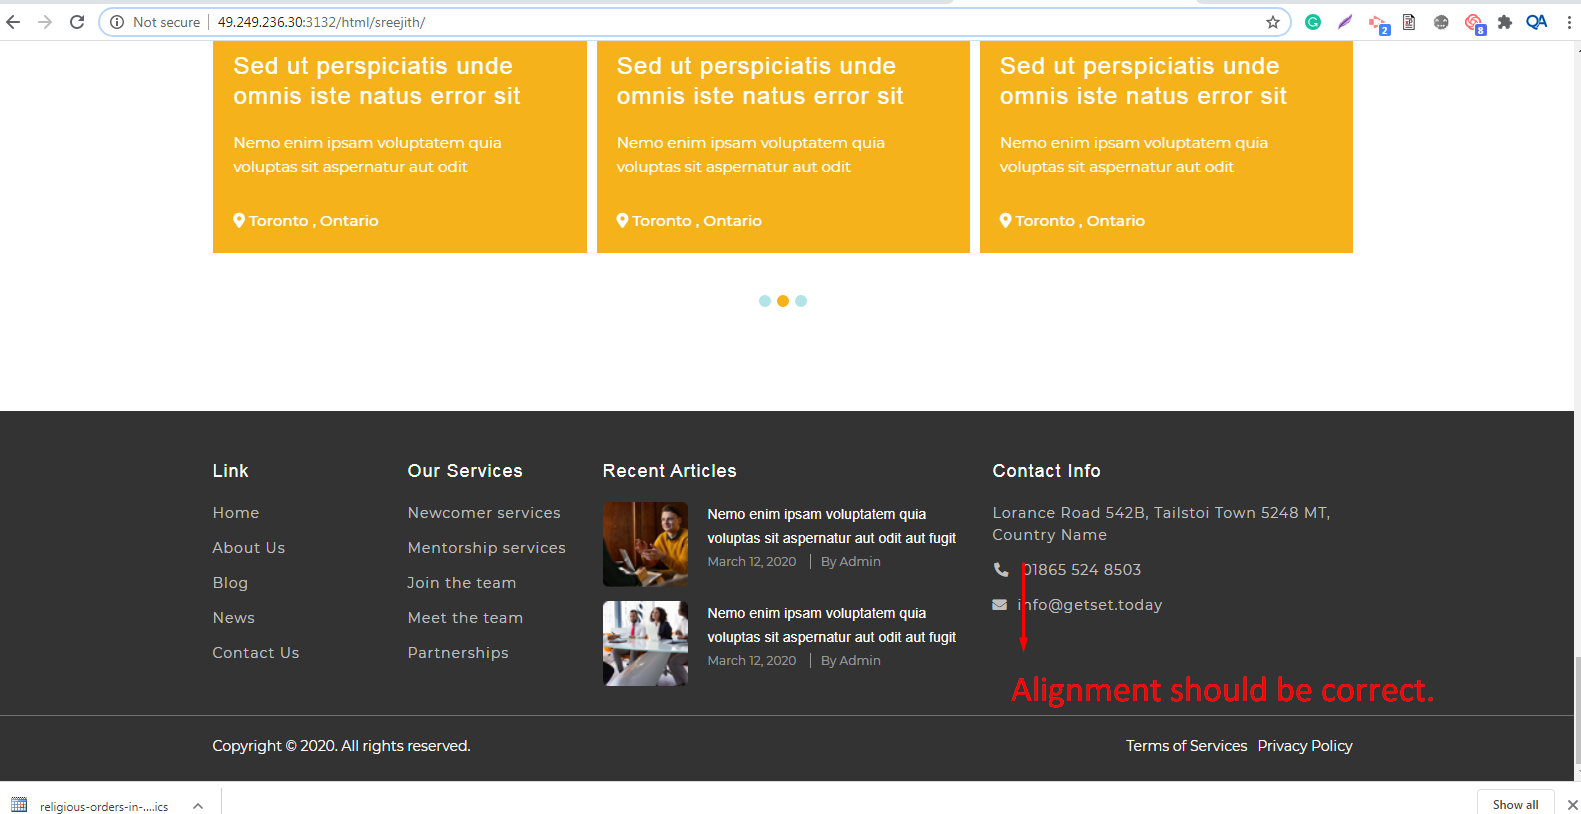 Not secure | 49.249.236.30:3132/html/sreejith/
2
8
QA
Sed ut perspiciatis unde
omnis iste natus error sit
Nemo enim ipsam voluptatem quia
voluptas sit aspernatur aut odit
Toronto , Ontario
Sed ut perspiciatis unde
omnis iste natus error sit
Nemo enim ipsam voluptatem quia
voluptas sit aspernatur aut odit
Toronto , Ontario
Sed ut perspiciatis unde
omnis iste natus error sit
Nemo enim ipsam voluptatem quia
voluptas sit aspernatur aut odit
Toronto , Ontario
Link
Home
About Us
Blog
News
Contact Us
Our Services
Newcomer services
Mentorship services
Join the team
Meet the team
Partnerships
Recent Articles
Nemo enim ipsam voluptatem quia
voluptas sit aspernatur aut odit aut fugit
March 12, 2020 | By Admin
Nemo enim ipsam voluptatem quia
voluptas sit aspernatur aut odit aut fugit
March 12, 2020 | By Admin
Contact Info
Lorance Road 542B, Tailstoi Town 5248 MT,
Country Name
01865 524 8503
info@getset.today
Alignment should be correct.
Copyright © 2020. All rights reserved.
Terms of Services Privacy Policy
religious-orders-in-....ics
Show all